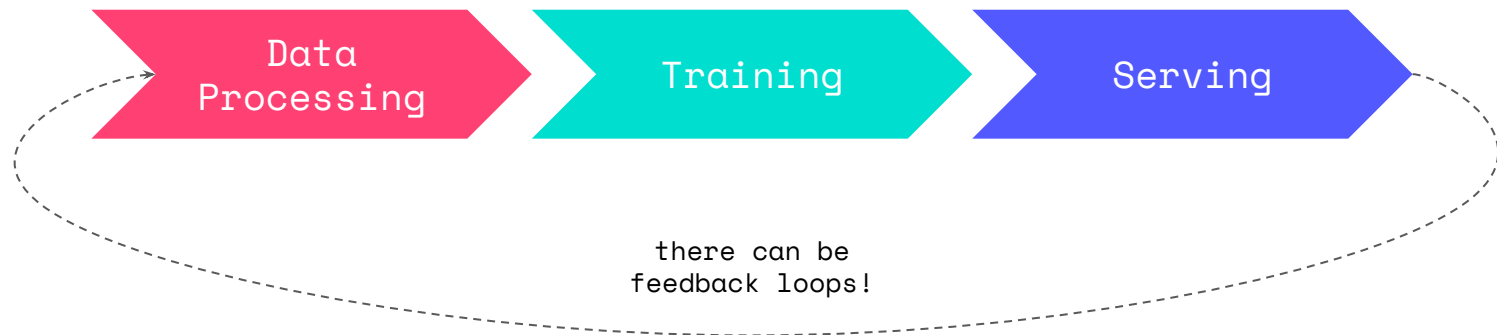 Data
Processing
Training
Serving
there can be
feedback loops!